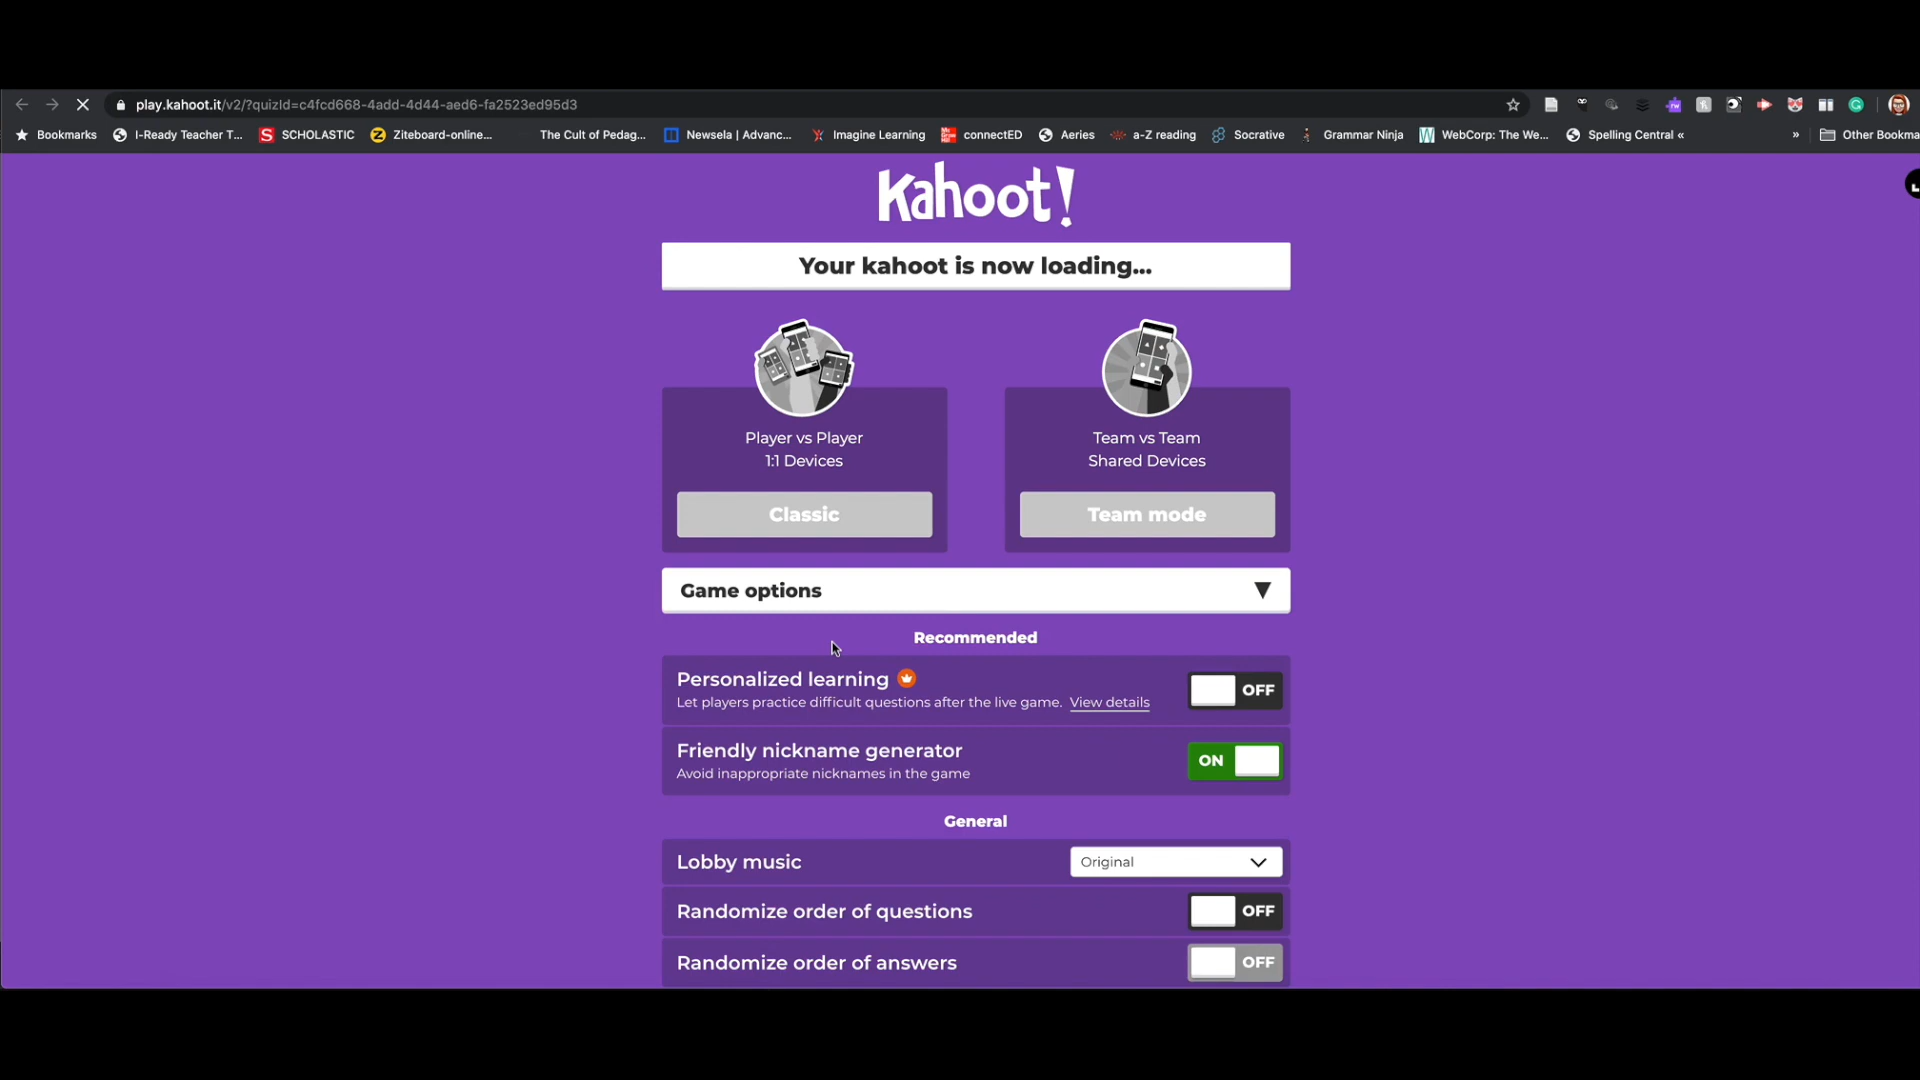 play.kahoot.it/v2/?quizId=c4fcd668-4add-4d44-aed6-fa2523ed95d3
Bookmarks I-Ready Teacher T... SCHOLASTIC Ziteboard-online... The Cult of Pedag... Newsela | Advanc... Imagine Learning connectED Aeries a-Z reading Socrative Grammar Ninja WebCorp: The We... Spelling Central « » Other Bookma
Kahoot!
Your kahoot is now loading...
Player vs Player
1:1 Devices
Classic
Team vs Team
Shared Devices
Team mode
Game options
Recommended
Personalized learning
Let players practice difficult questions after the live game. View details
OFF
Friendly nickname generator
Avoid inappropriate nicknames in the game
ON
General
Lobby music Original
Randomize order of questions OFF
Randomize order of answers OFF